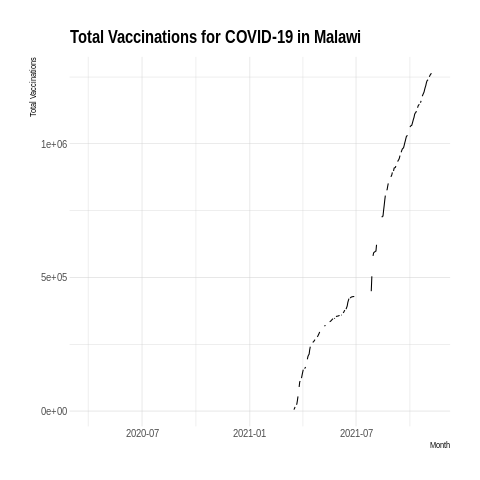 Total Vaccinations for COVID-19 in Malawi
Total Vaccinations
1e+06
5e+05
0e+00
2020-07
2021-01
2021-07
Month